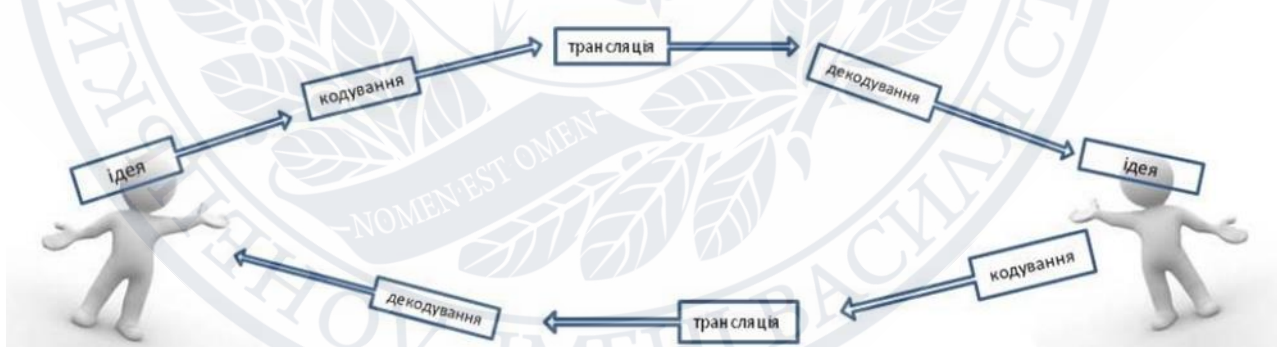 ідея
кодування
трансляція
декодування
ідея
кодування
трансляція
декодування
NOMEN·EST OMEN